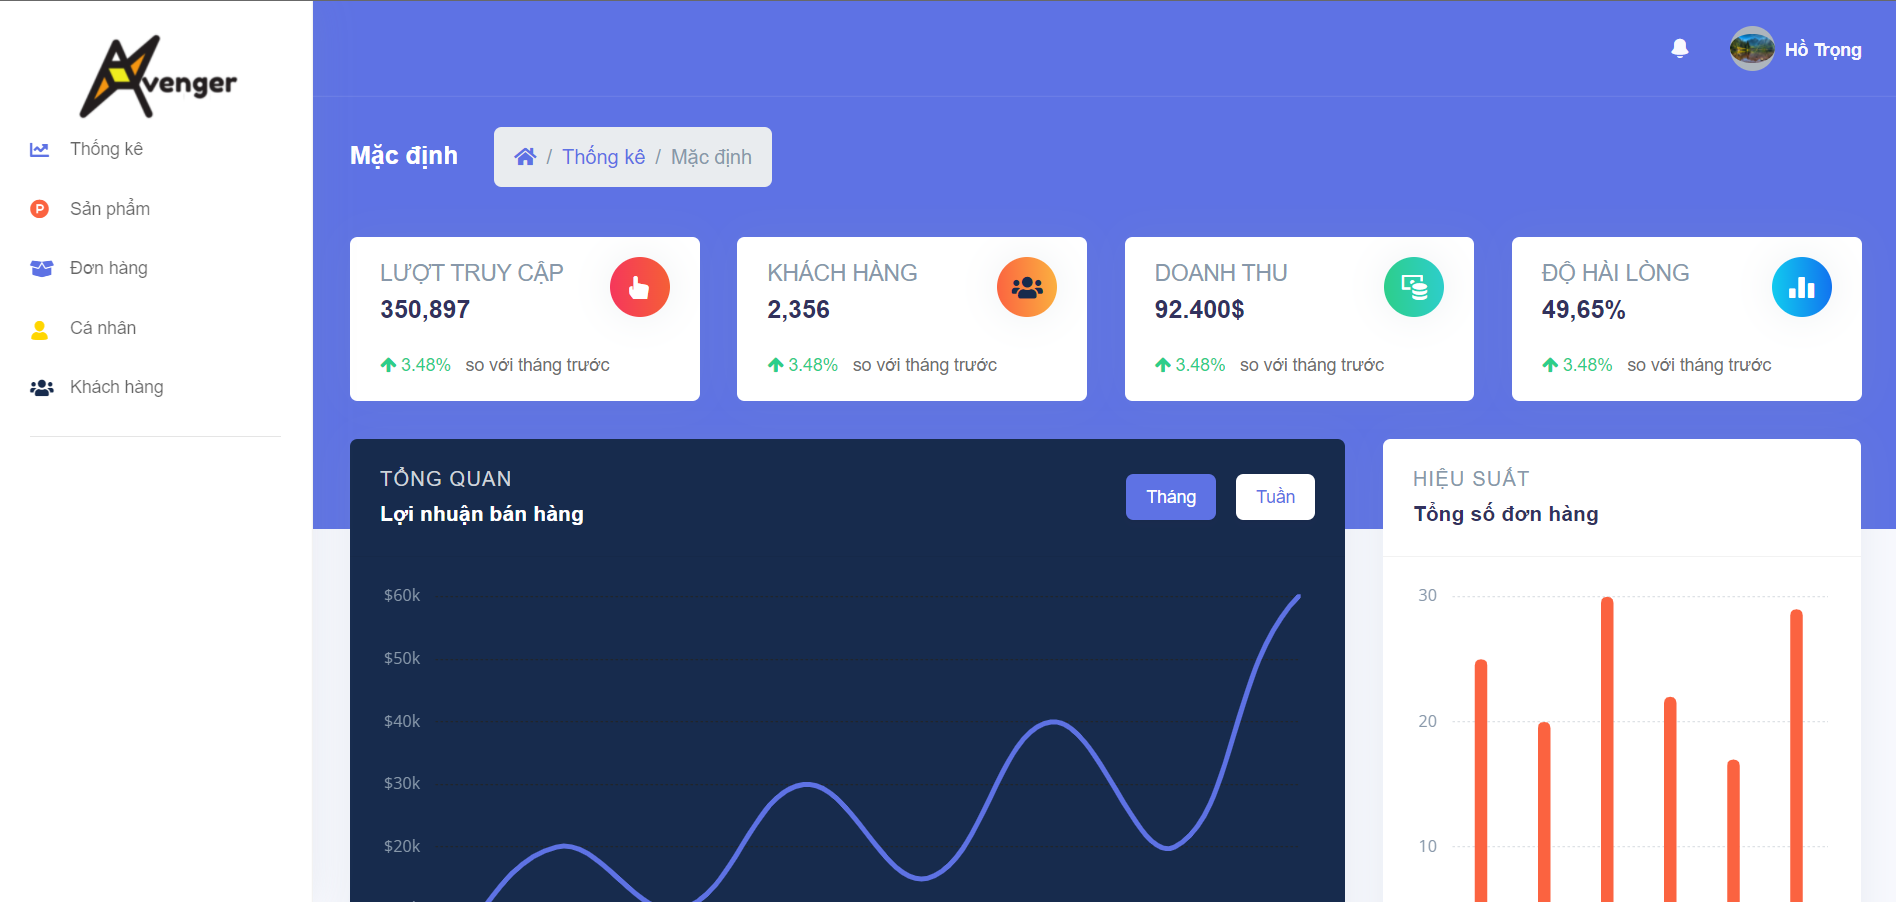 Avenger
Thống kê
Sản phẩm
Đơn hàng
Cá nhân
Khách hàng
Hồ Trọng
Mặc định
/ Thống kê / Mặc định
LƯỢT TRUY CẬP
350,897
3.48% so với tháng trước
KHÁCH HÀNG
2,356
3.48% so với tháng trước
DOANH THU
92.400$
3.48% so với tháng trước
ĐỘ HÀI LÒNG
49,65%
3.48% so với tháng trước
TỔNG QUAN
Lợi nhuận bán hàng
Tháng
Tuần
$60k
$50k
$40k
$30k
$20k
HIỆU SUẤT
Tổng số đơn hàng
30
20
10